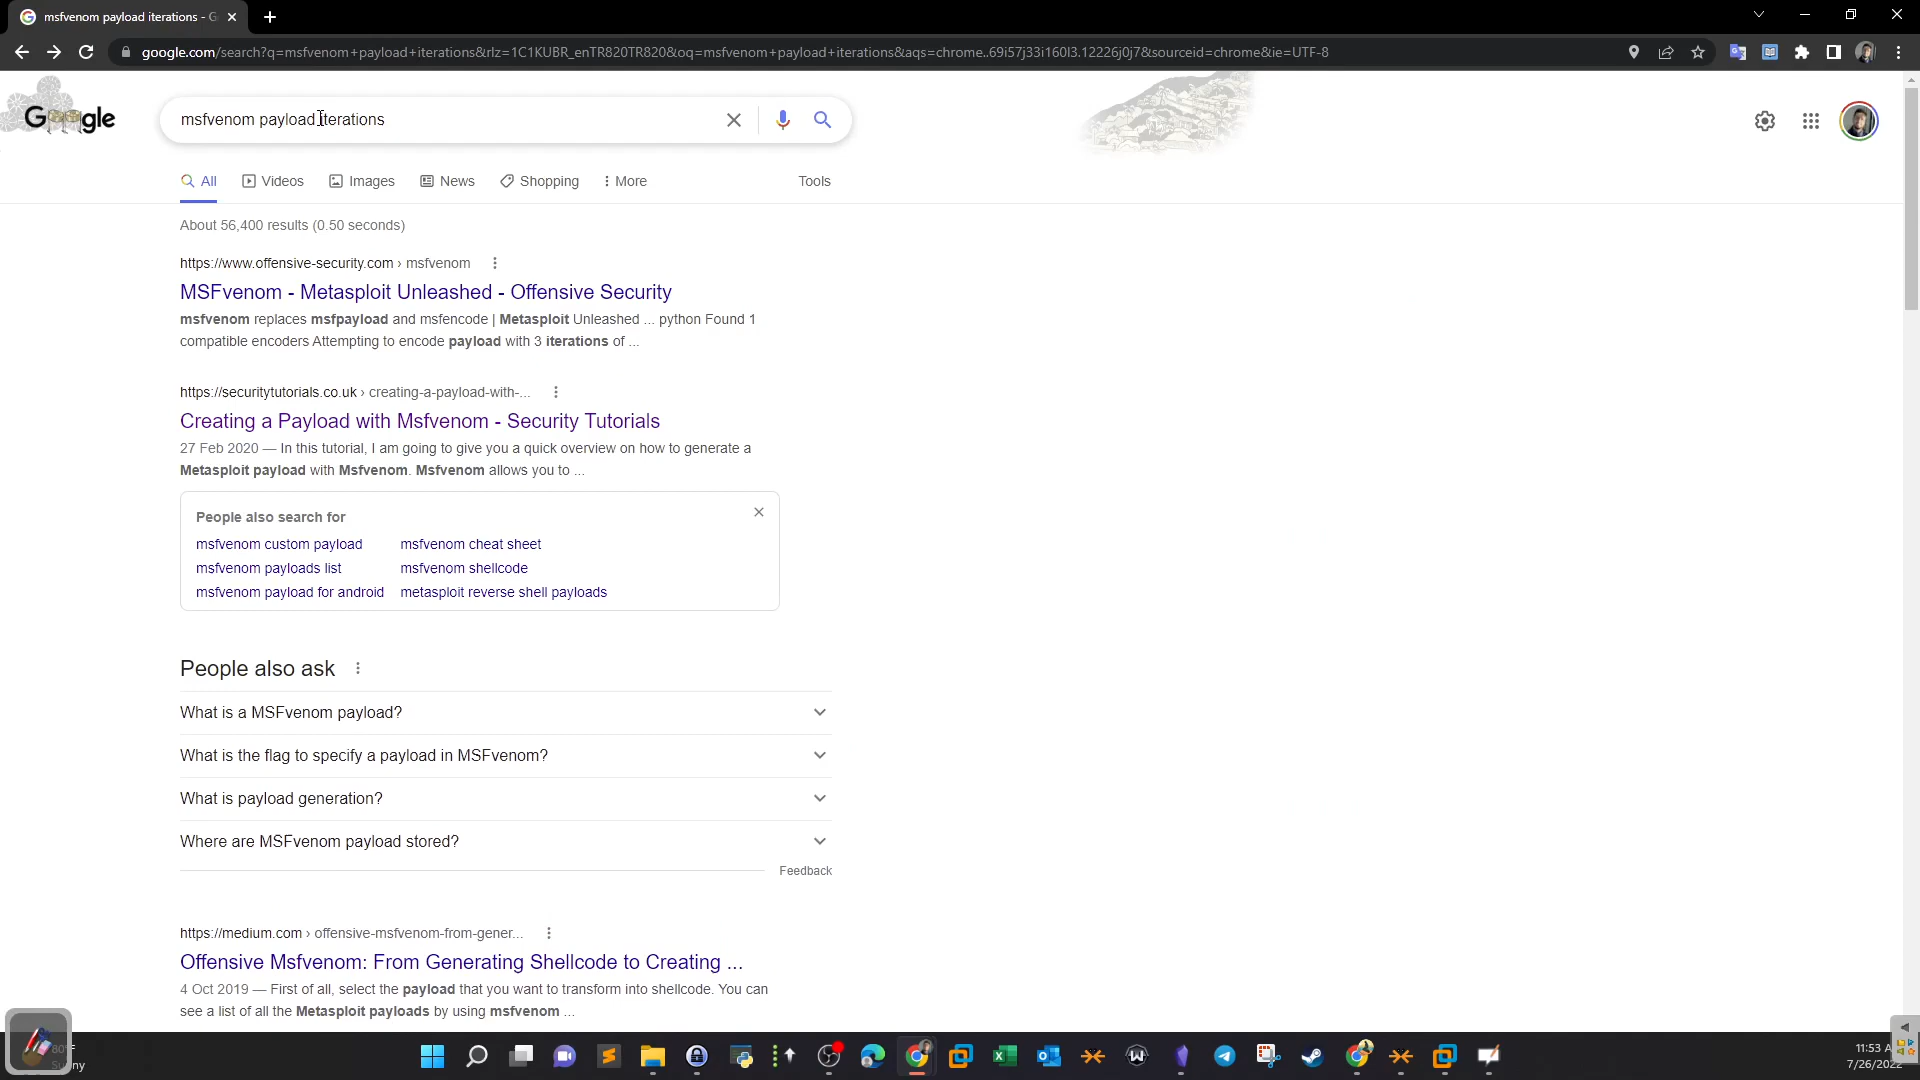 msfvenom payload iterations - G
google.com/search?q=msfvenom+payload+iterations&rlz=1C1KUBR_enTR820TR820&oq=msfvenom+payload+iterations&aqs=chrome..69i57j33i160l3.12226j0j7&sourceid=chrome&ie=UTF-8
Google
msfvenom payload iterations
All Videos Images News Shopping More Tools
About 56,400 results (0.50 seconds)
https://www.offensive-security.com › msfvenom
MSFvenom - Metasploit Unleashed - Offensive Security
msfvenom replaces msfpayload and msfencode | Metasploit Unleashed ... python Found 1
compatible encoders Attempting to encode payload with 3 iterations of ...
https://securitytutorials.co.uk › creating-a-payload-with-...
Creating a Payload with Msfvenom - Security Tutorials
27 Feb 2020 — In this tutorial, I am going to give you a quick overview on how to generate a
Metasploit payload with Msfvenom. Msfvenom allows you to ...
People also search for
msfvenom custom payload msfvenom cheat sheet
msfvenom payloads list msfvenom shellcode
msfvenom payload for android metasploit reverse shell payloads
People also ask
What is a MSFvenom payload?
What is the flag to specify a payload in MSFvenom?
What is payload generation?
Where are MSFvenom payload stored?
Feedback
https://medium.com › offensive-msfvenom-from-gener...
Offensive Msfvenom: From Generating Shellcode to Creating ...
4 Oct 2019 — First of all, select the payload that you want to transform into shellcode. You can
see a list of all the Metasploit payloads by using msfvenom ...
80°F
11:53 A
7/26/2022